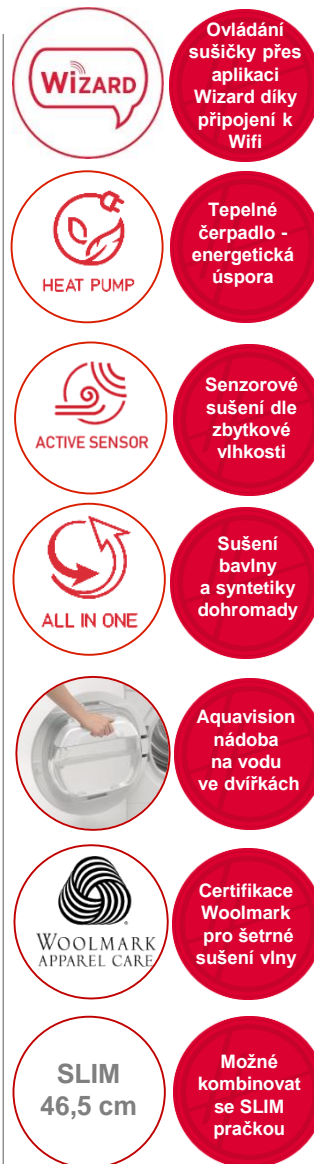 WiZARD
Ovládání
sušičky přes
aplikaci
Wizard díky
připojení k
Wifi
HEAT PUMP
Tepelné
čerpadlo -
energetická
úspora
ACTIVE SENSOR
Senzorové
sušení dle
zbytkové
vlhkosti
ALL IN ONE
Sušení
bavlny
a syntetiky
dohromady
Aquavision
nádoba
na vodu
ve dvířkách
WOOLMARK
APPAREL CARE
Certifikace
Woolmark
pro šetrné
sušení vlny
SLIM
46,5 cm
Možné
kombinovat
se SLIM
pračkou